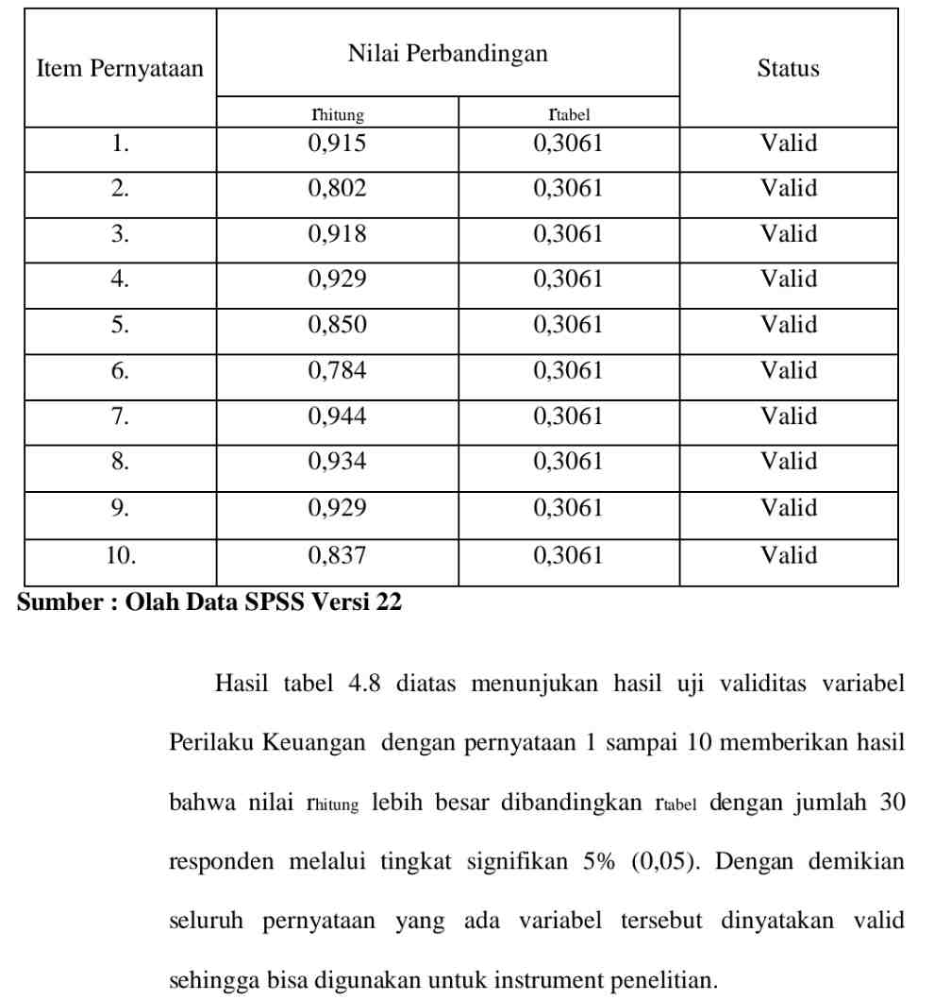 Item Pernyataan Nilai Perbandingan Status
rhitung rtabel
1. 0,915 0,3061 Valid
2. 0,802 0,3061 Valid
3. 0,918 0,3061 Valid
4. 0,929 0,3061 Valid
5. 0,850 0,3061 Valid
6. 0,784 0,3061 Valid
7. 0,944 0,3061 Valid
8. 0,934 0,3061 Valid
9. 0,929 0,3061 Valid
10. 0,837 0,3061 Valid
Sumber : Olah Data SPSS Versi 22
Hasil tabel 4.8 diatas menunjukan hasil uji validitas variabel
Perilaku Keuangan dengan pernyataan 1 sampai 10 memberikan hasil
bahwa nilai rhitung lebih besar dibandingkan rtabel dengan jumlah 30
responden melalui tingkat signifikan 5% (0,05). Dengan demikian
seluruh pernyataan yang ada variabel tersebut dinyatakan valid
sehingga bisa digunakan untuk instrument penelitian.